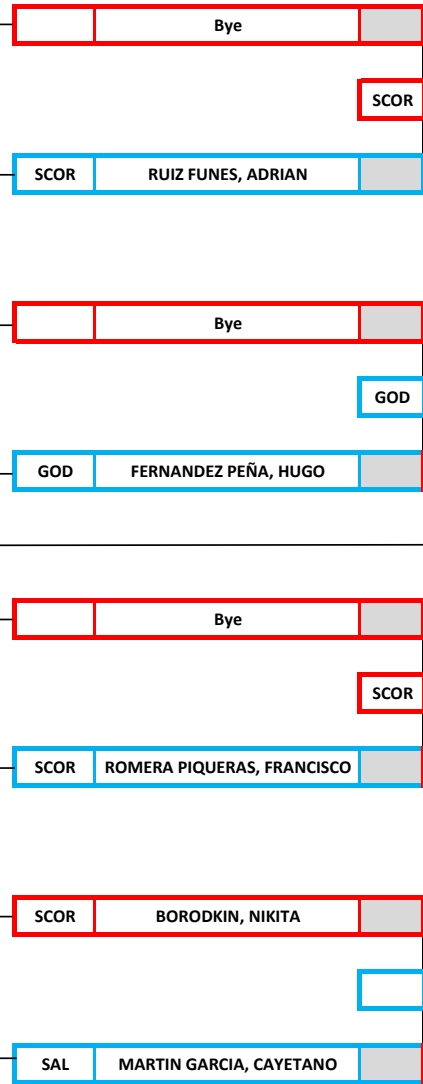 Bye
SCOR
SCOR RUIZ FUNES, ADRIAN
Bye
GOD
GOD FERNANDEZ PEÑA, HUGO
Bye
SCOR
SCOR ROMERA PIQUERAS, FRANCISCO
SCOR BORODKIN, NIKITA
SAL MARTIN GARCIA, CAYETANO